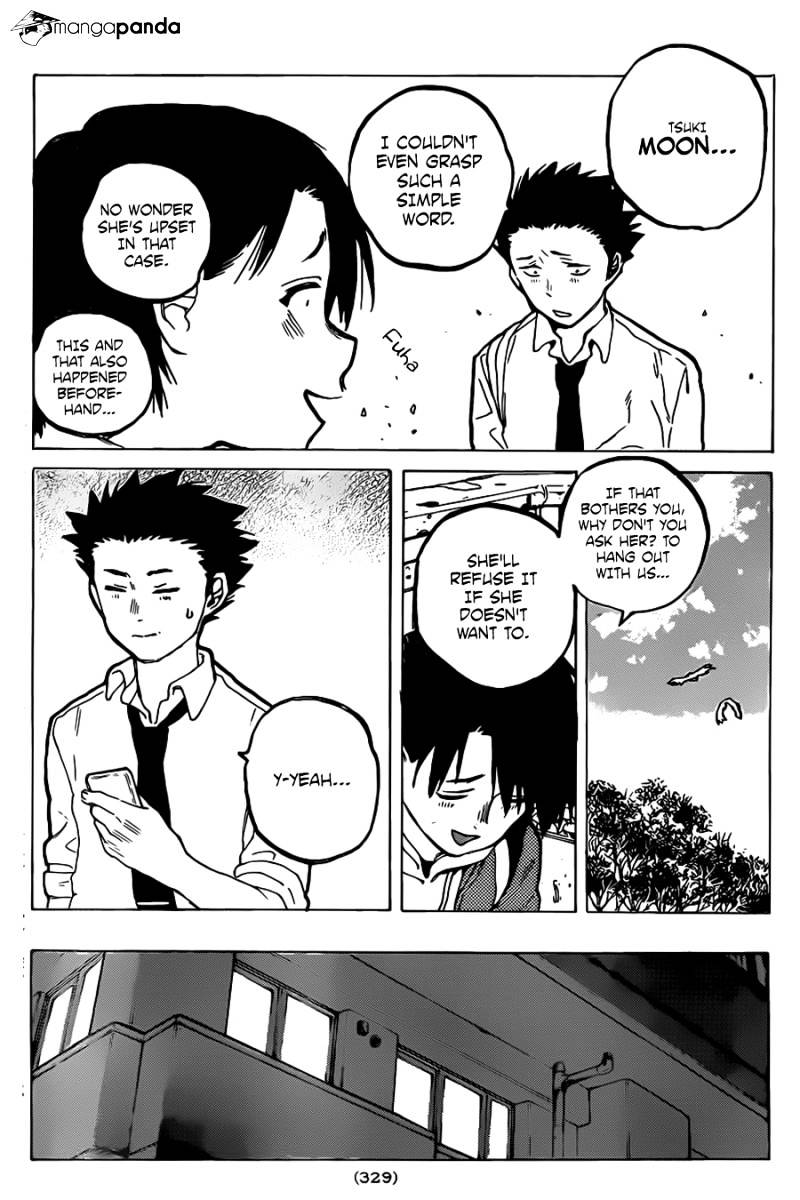 mangapanda
TSUKI
MOON...
I COULDN'T
EVEN GRASP
SUCH A
SIMPLE
WORD.
NO WONDER
SHE'S UPSET
IN THAT
CASE.
THIS AND
THAT ALSO
HAPPENED
BEFORE-
HAND...
Fuha
IF THAT
BOTHERS YOU,
WHY DON'T YOU
ASK HER? TO
HANG OUT
WITH US...
SHE'LL
REFUSE IT
IF SHE
DOESN'T
WANT TO.
Y-YEAH...
(329)